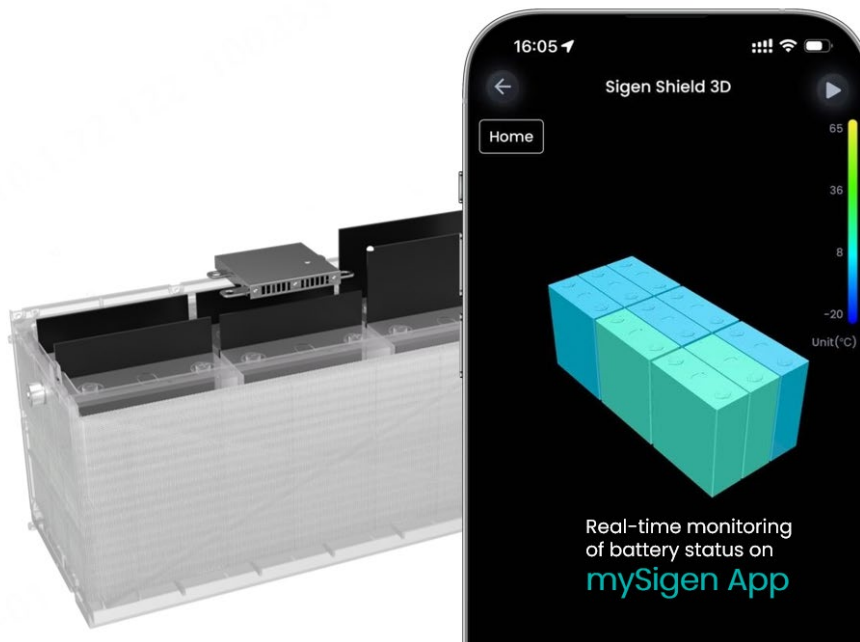 16:05
Sigen Shield 3D
Home
65
36
8
-20
Unit(°C)
Real-time monitoring
of battery status on
mySigen App